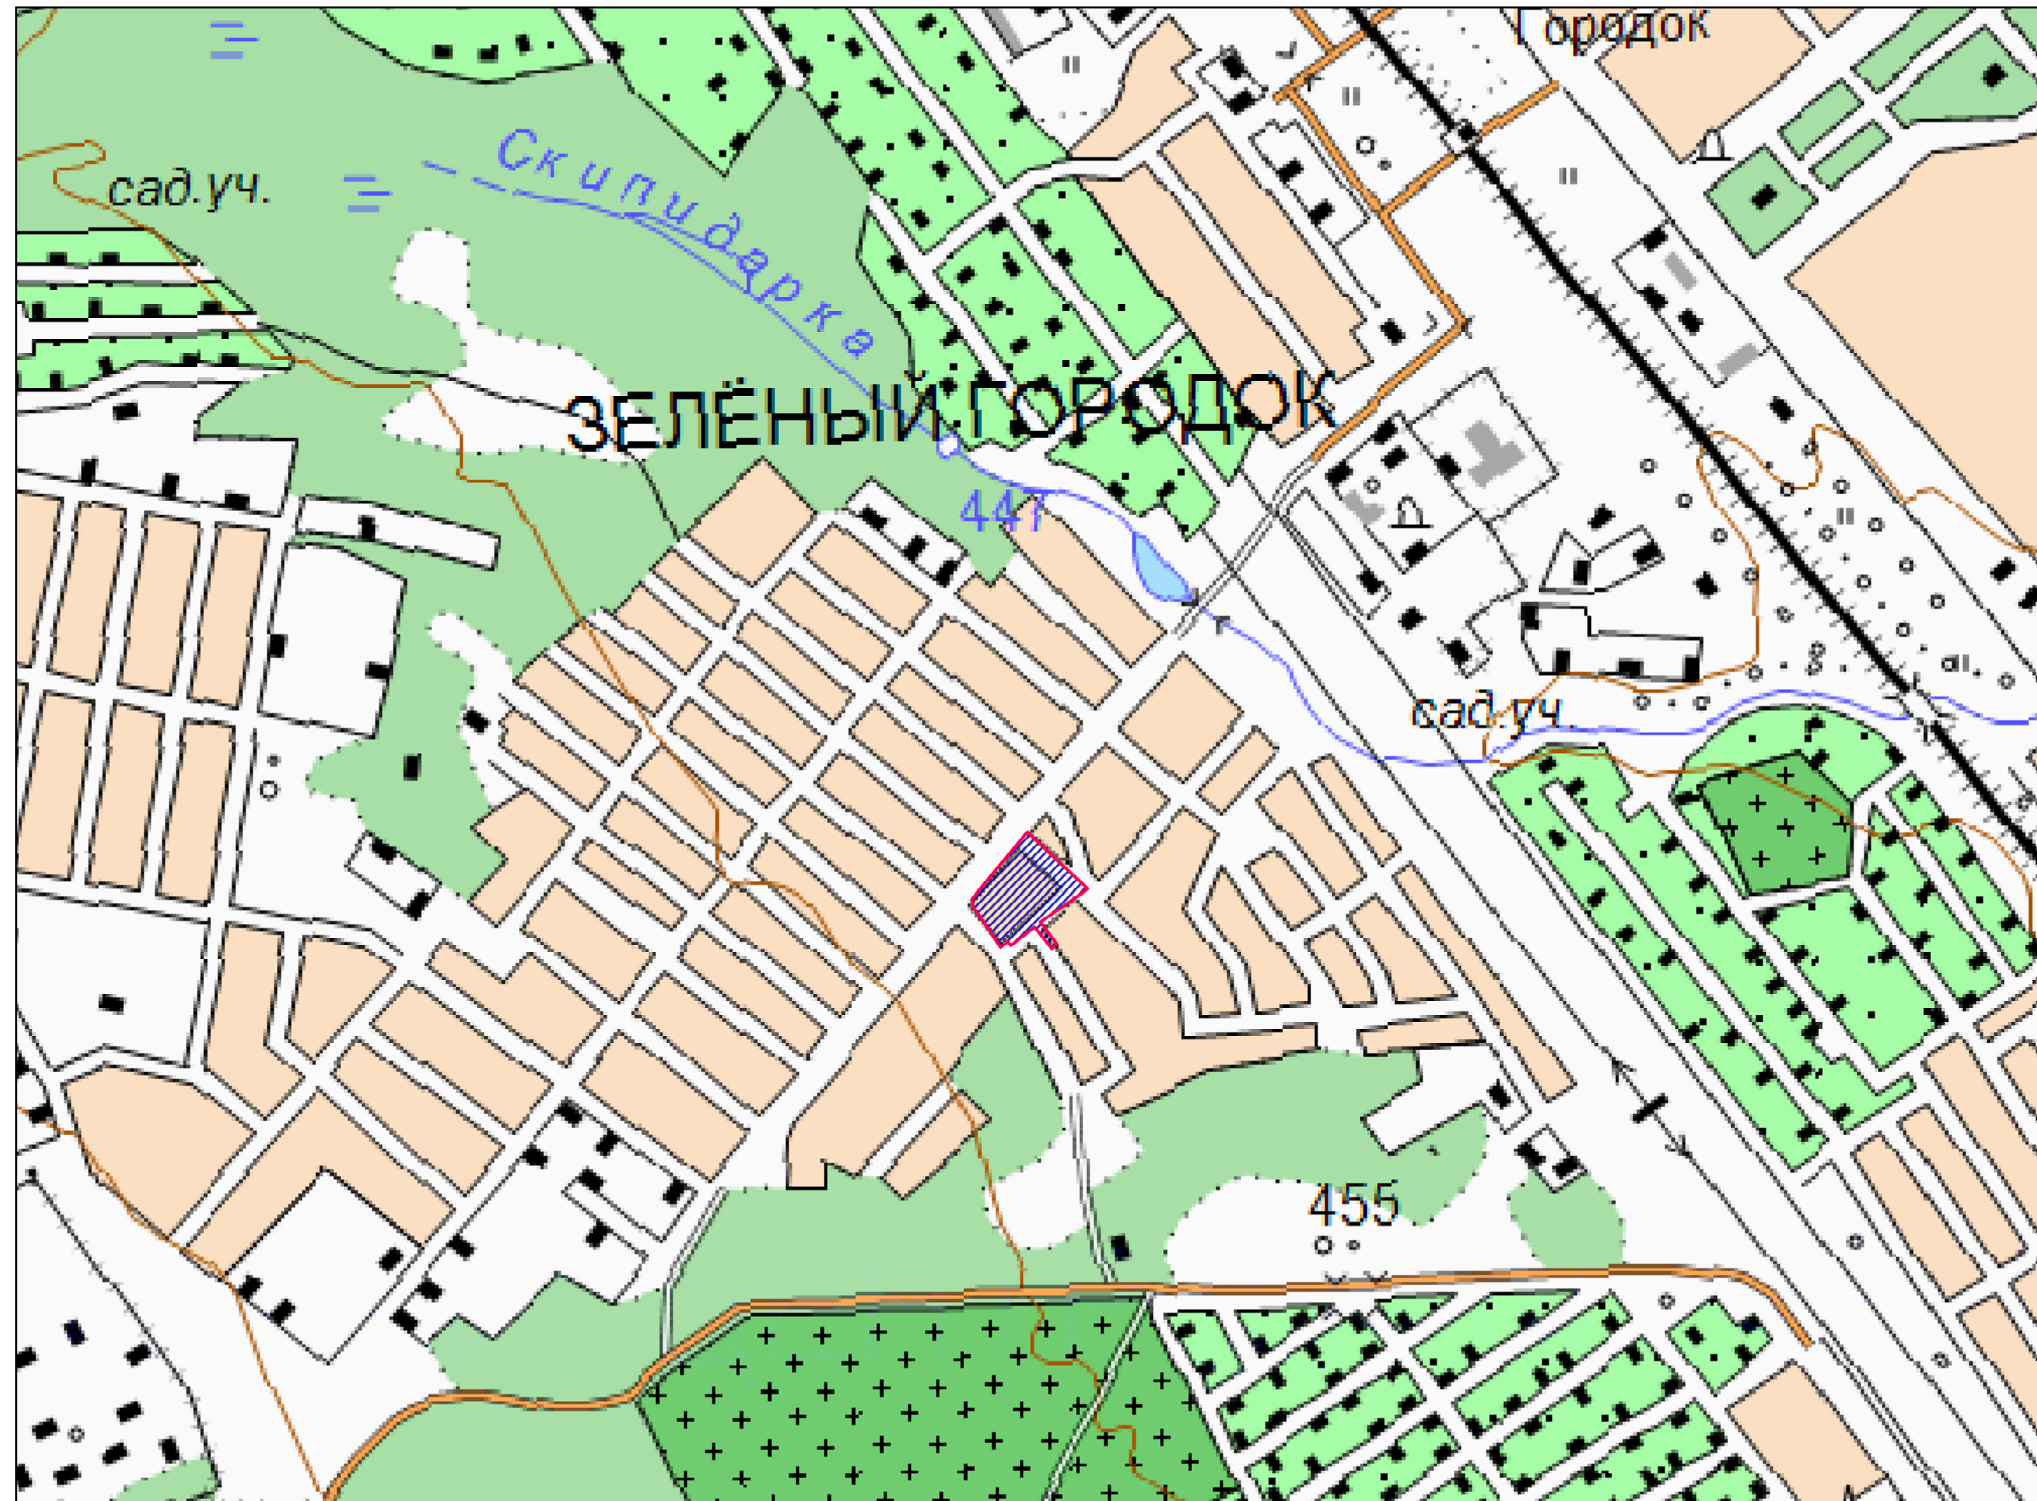 Городок
Скипидарка
сад.уч.
ЗЕЛЁНЫЙ ГОРОДОК
447
сад.уч.
455